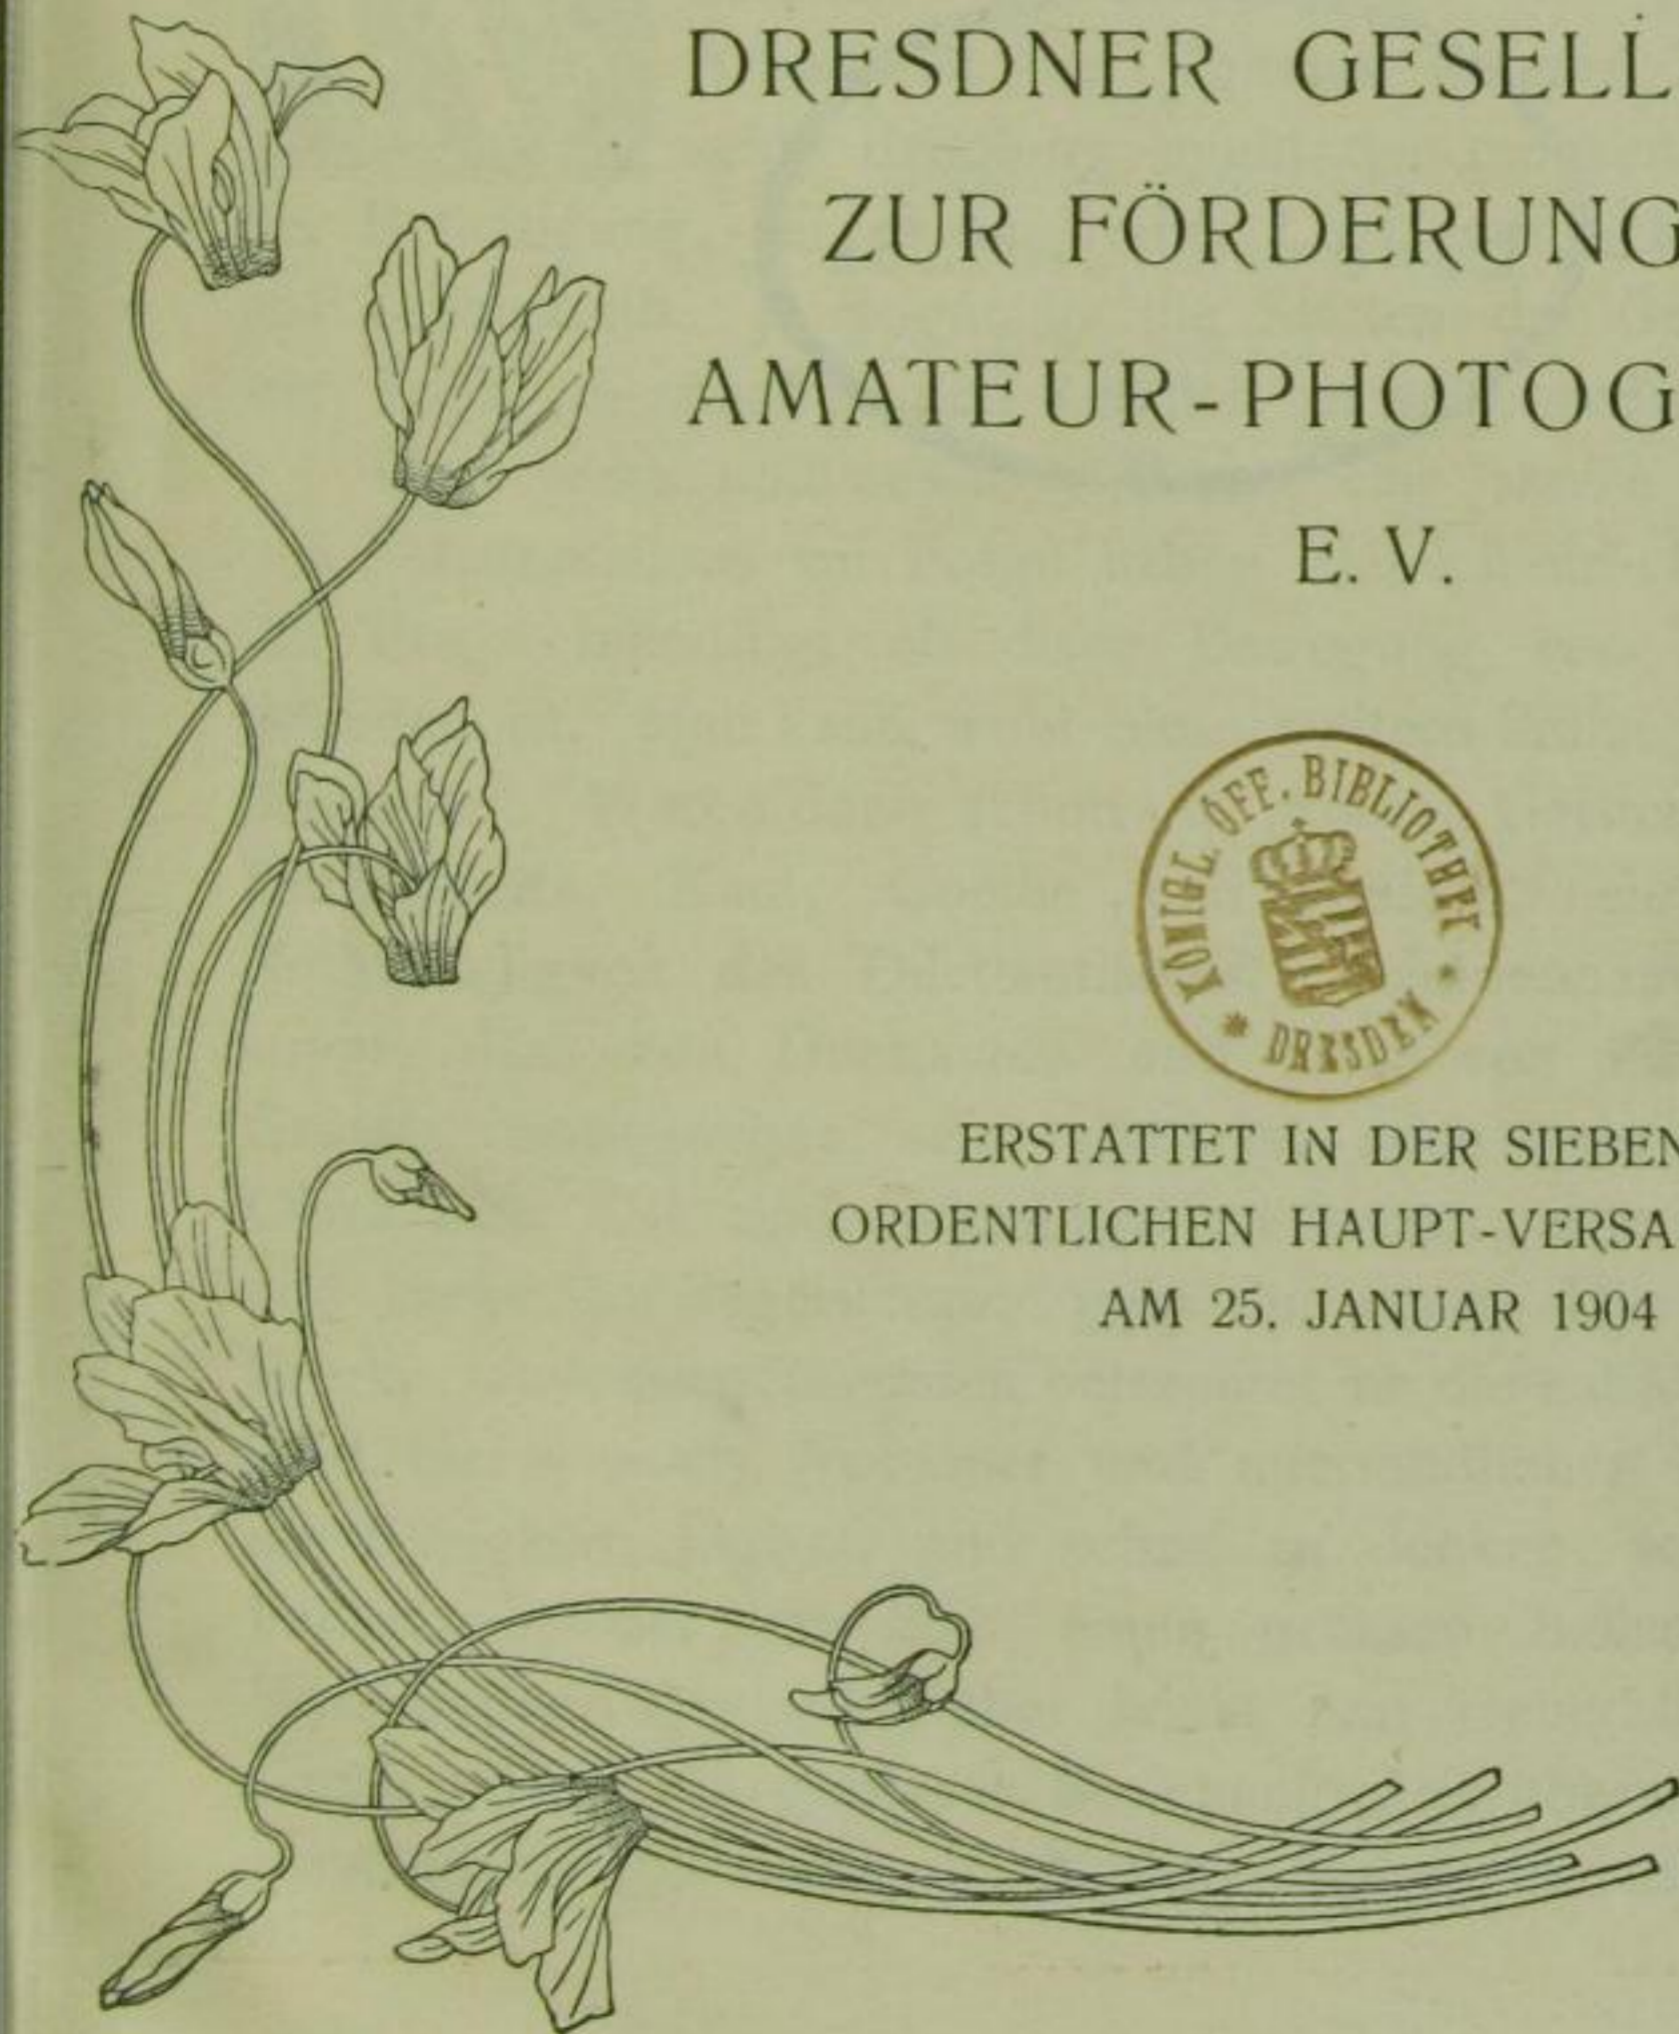 DRESDNER GESELL
ZUR FÖRDERUNG
AMATEUR-PHOTOG
E. V.
KÖNIGL. ÖFF. BIBLIOTHEK
* DRESDEN *
ERSTATTET IN DER SIEBEN
ORDENTLICHEN HAUPT-VERSA
AM 25. JANUAR 1904